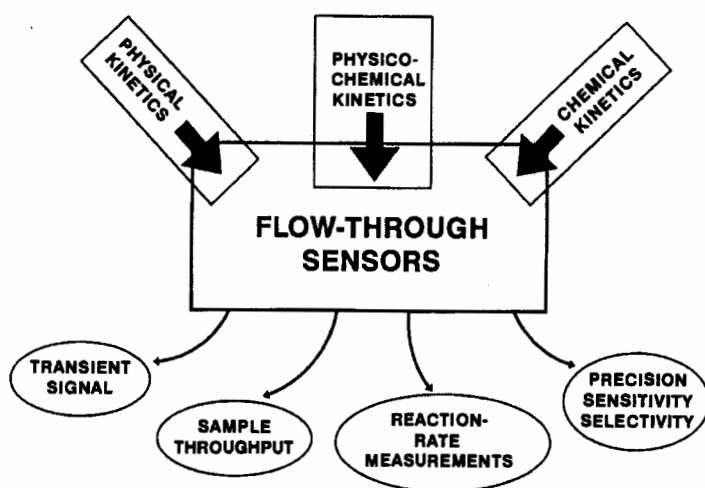 PHYSICAL
KINETICS
PHYSICO-
CHEMICAL
KINETICS
CHEMICAL
KINETICS
FLOW-THROUGH
SENSORS
TRANSIENT
SIGNAL
SAMPLE
THROUGHPUT
REACTION-
RATE
MEASUREMENTS
PRECISION
SENSITIVITY
SELECTIVITY